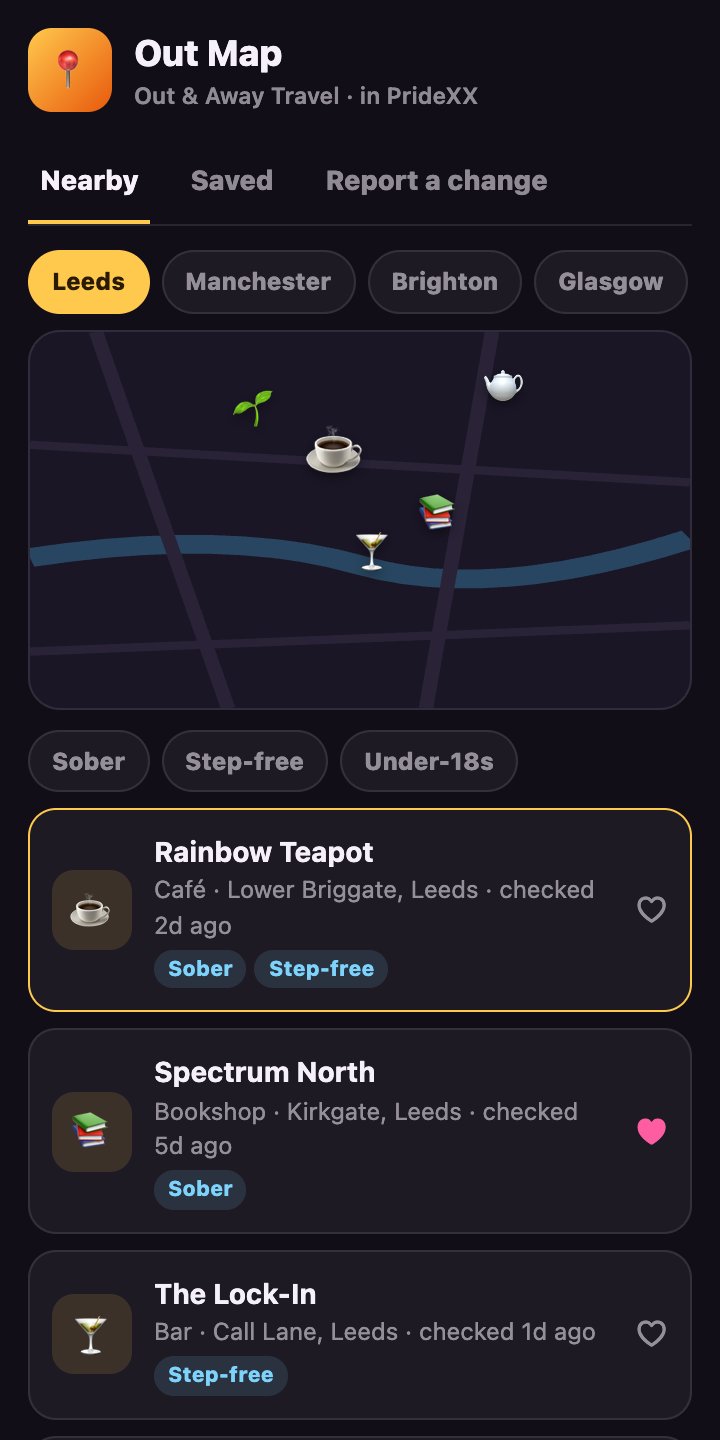 Out Map
Out & Away Travel · in PrideXX
Nearby
Saved
Report a change
Leeds
Manchester
Brighton
Glasgow
Sober
Step-free
Under-18s
Rainbow Teapot
Café · Lower Briggate, Leeds · checked
2d ago
Sober
Step-free
Spectrum North
Bookshop · Kirkgate, Leeds · checked
5d ago
Sober
The Lock-In
Bar · Call Lane, Leeds · checked 1d ago
Step-free